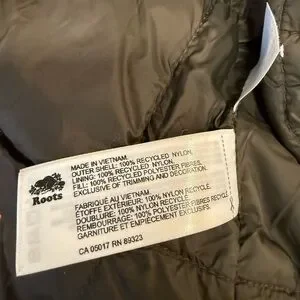 Roots
MADE IN VIETNAM
OUTER SHELL: 100% RECYCLED NYLON,
LINING: 100% RECYCLED NYLON,
FILL: 100% RECYCLED POLYESTER FIBRES,
EXCLUSIVE OF TRIMMING AND DECORATION.
FABRIQUÉ AU VIETNAM,
ÉTOFFE EXTÉRIEUR: 100% NYLON RECYCLÉ,
DOUBLURE: 100% NYLON RECYCLÉ,
REMBOURRAGE: 100% POLYESTER FIBRES RECYCLÉ,
GARNITURE ET EMPIÈCEMENT EXCLUS.
CA 05017 RN 89323